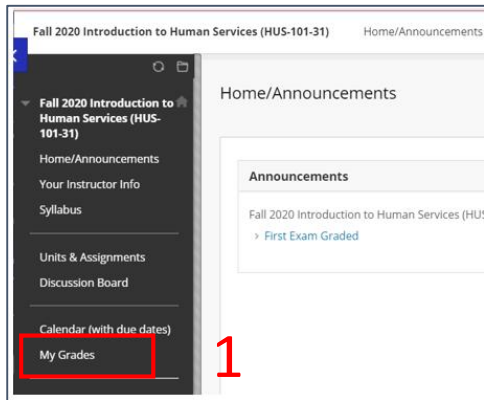 Fall 2020 Introduction to Human Services (HUS-101-31) Home/Announcements
Fall 2020 Introduction to
Human Services (HUS-
101-31)
Home/Announcements
Your Instructor Info
Syllabus
Units & Assignments
Discussion Board
Calendar (with due dates)
My Grades
1
Home/Announcements
Announcements
Fall 2020 Introduction to Human Services (HUS
> First Exam Graded